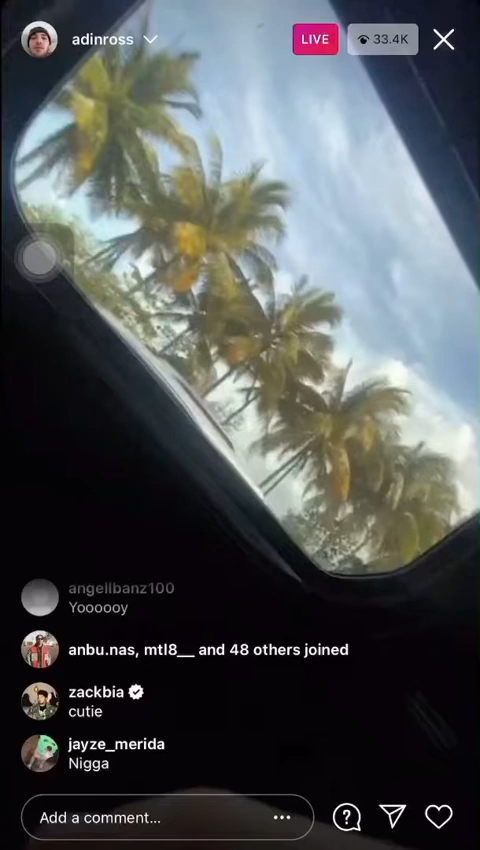 adinross
LIVE
33.4K
angellbanz100
Yoooooy
anbu.nas, mtl8__ and 48 others joined
zackbia
cutie
jayze_merida
Nigga
Add a comment...